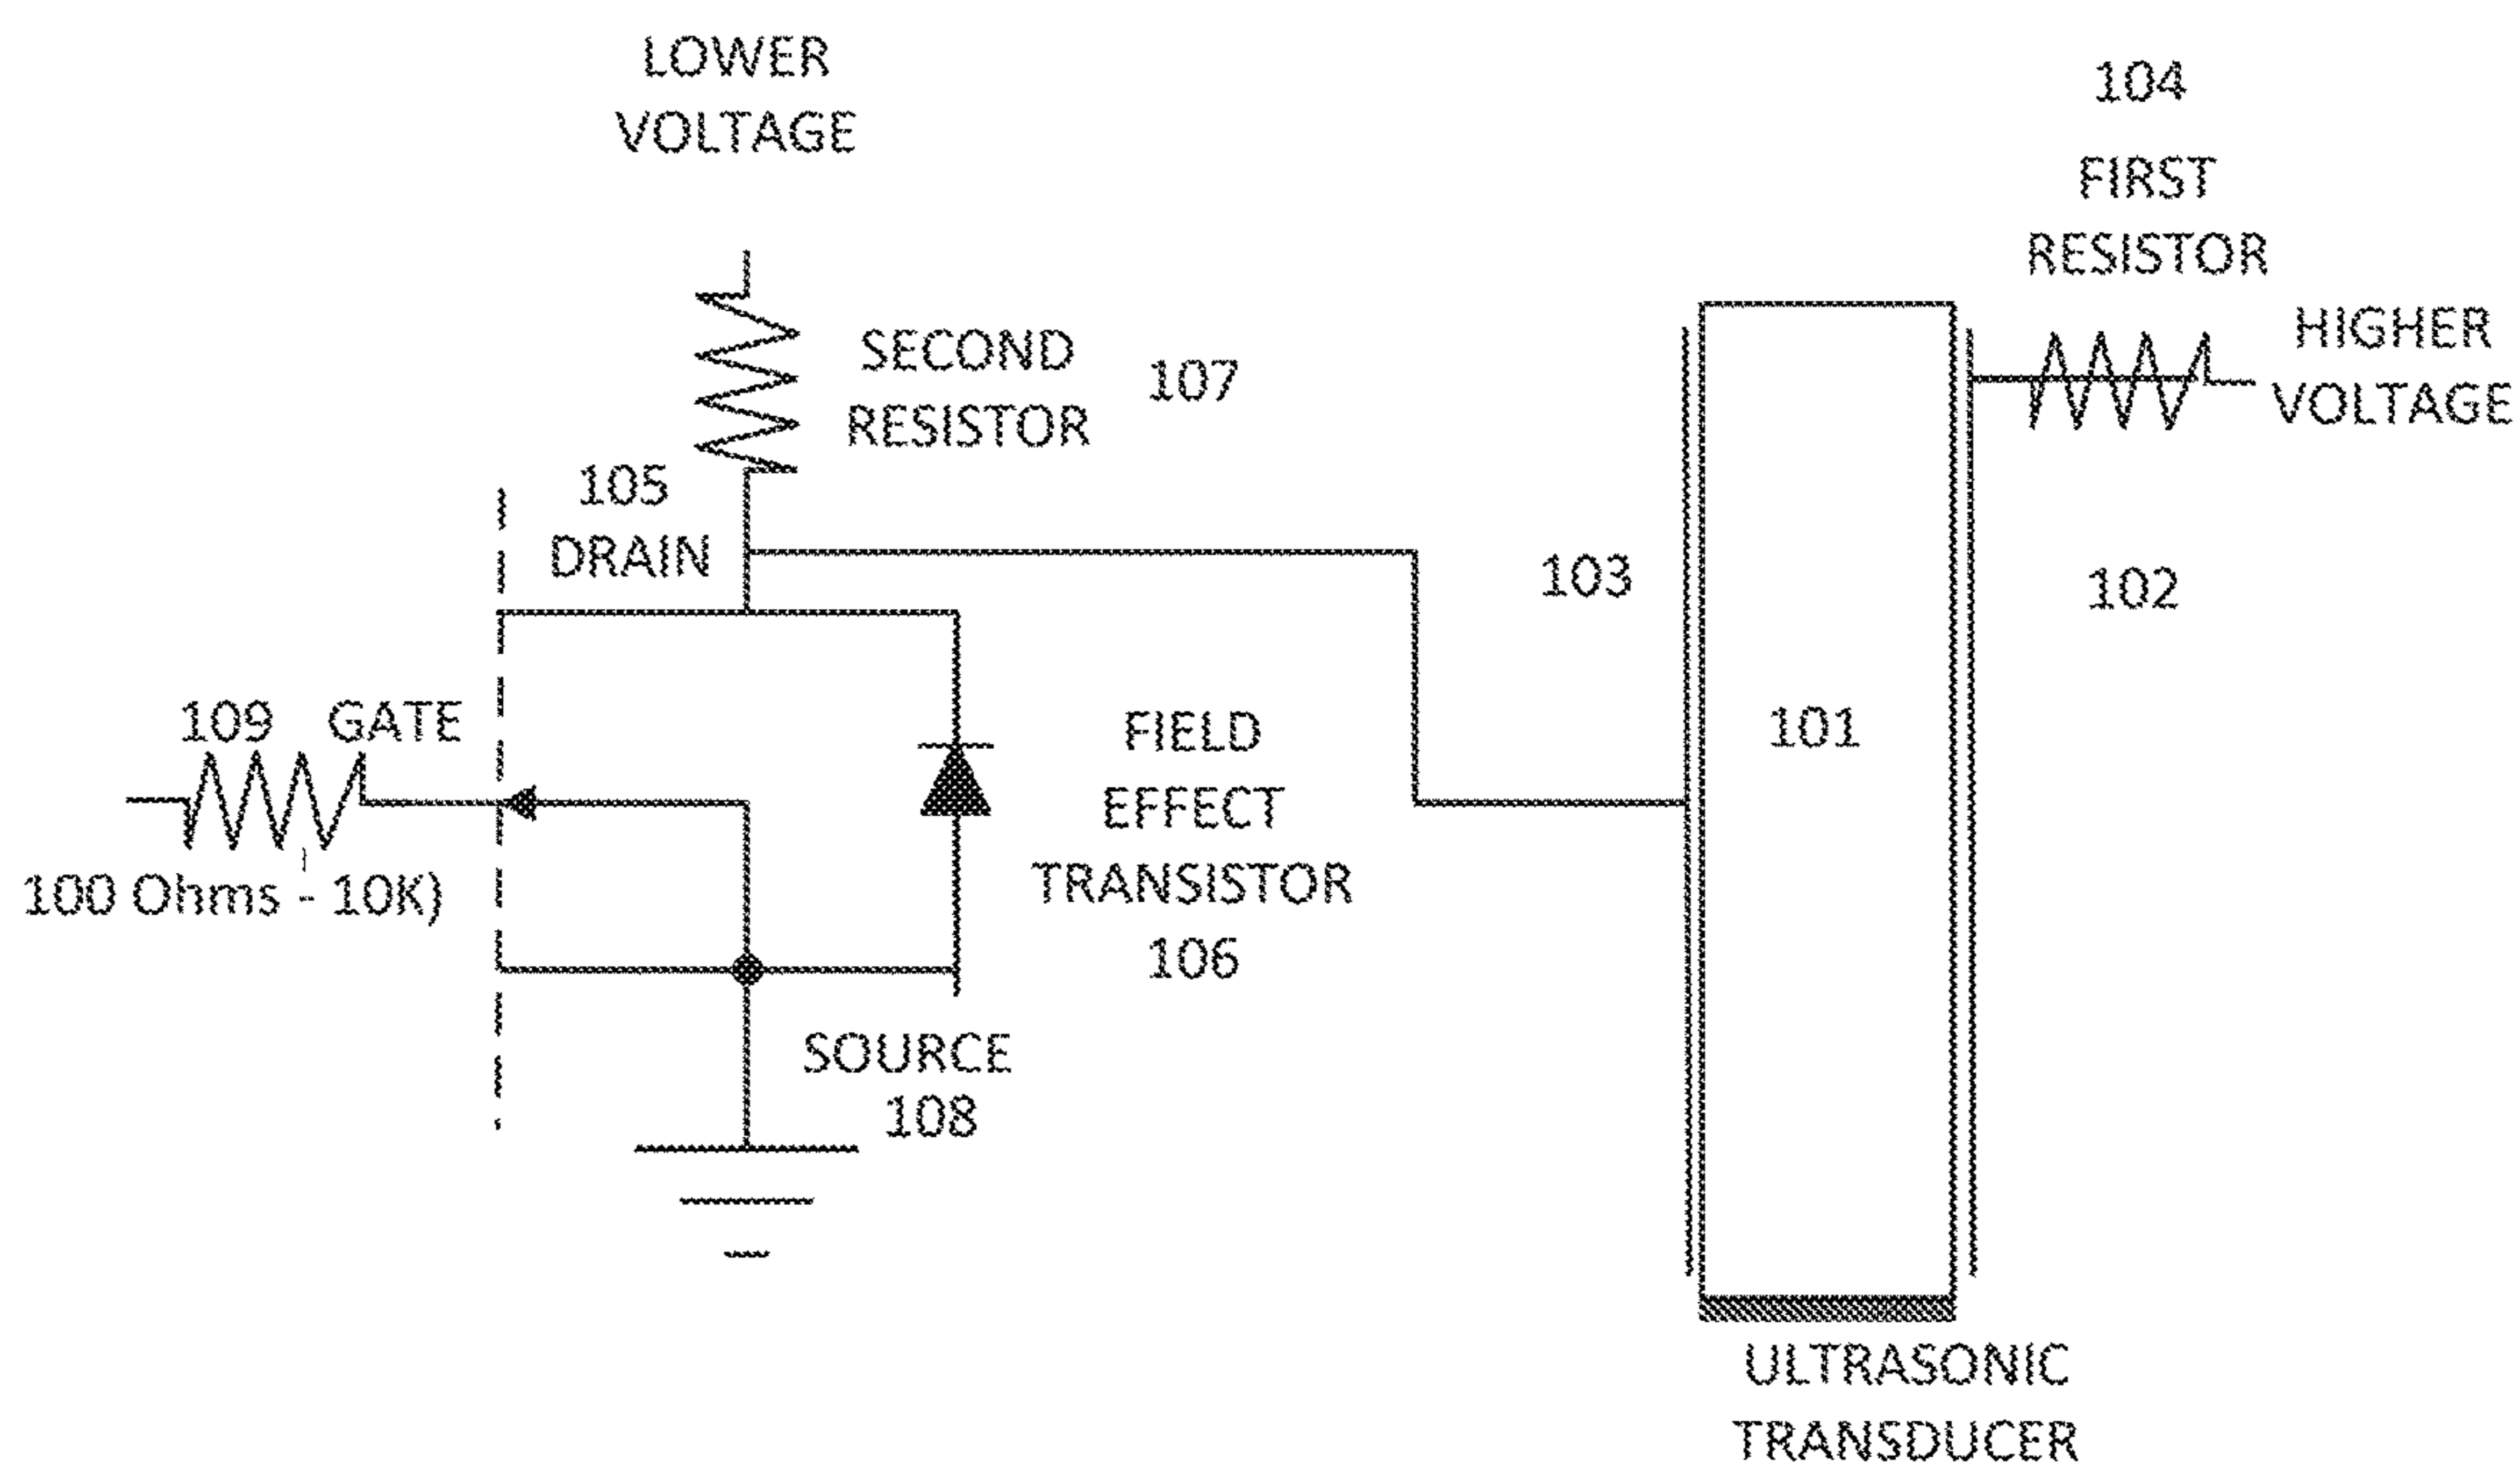 LOWER
VOLTAGE
104
FIRST
RESISTOR
HIGHER
VOLTAGE
SECOND
RESISTOR
107
105
DRAIN
103
102
109 GATE
100 Ohms - 10K)
FIELD
EFFECT
TRANSISTOR
106
101
SOURCE
108
ULTRASONIC
TRANSDUCER